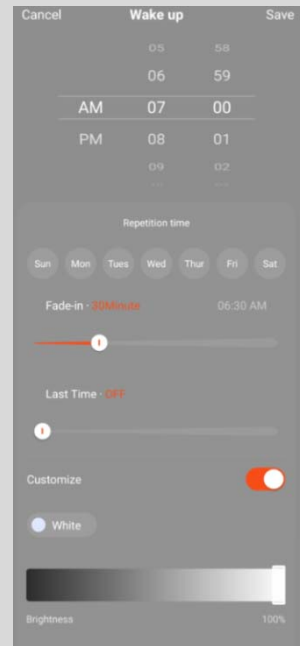 Cancel Wake up Save
05 58
06 59
AM 07 00
PM 08 01
09 02
Repetition time
Sun Mon Tues Wed Thur Fri Sat
Fade-in · 30Minute 06:30 AM
Last Time · OFF
Customize
White
Brightness 100%